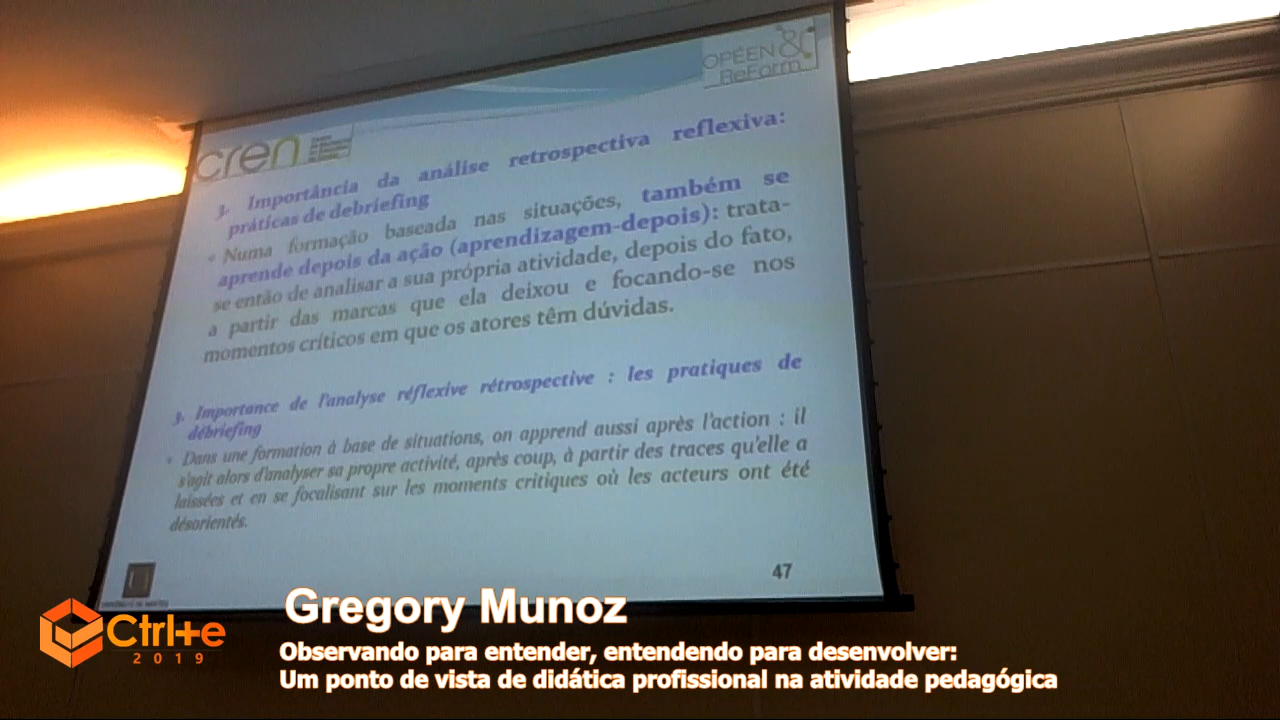 OPÉEN &
ReForm
cren
3. Importância da análise retrospectiva reflexiva:
práticas de debriefing
Numa formação baseada nas situações, também se
aprende depois da ação (aprendizagem-depois): trata-
se então de analisar a sua própria atividade, depois do fato,
a partir das marcas que ela deixou e focando-se nos
momentos críticos em que os atores têm dúvidas.
3. Importance de l'analyse réflexive rétrospective : les pratiques de
débriefing
Dans une formation à base de situations, on apprend aussi après l'action : il
s'agit alors d'analyser sa propre activité, après coup, à partir des traces qu'elle a
laissées et en se focalisant sur les moments critiques où les acteurs ont été
désorientés.
47
UNIVERSITÉ DE NANTES
Gregory Munoz
Ctrl+e
2019
Observando para entender, entendendo para desenvolver:
Um ponto de vista de didática profissional na atividade pedagógica